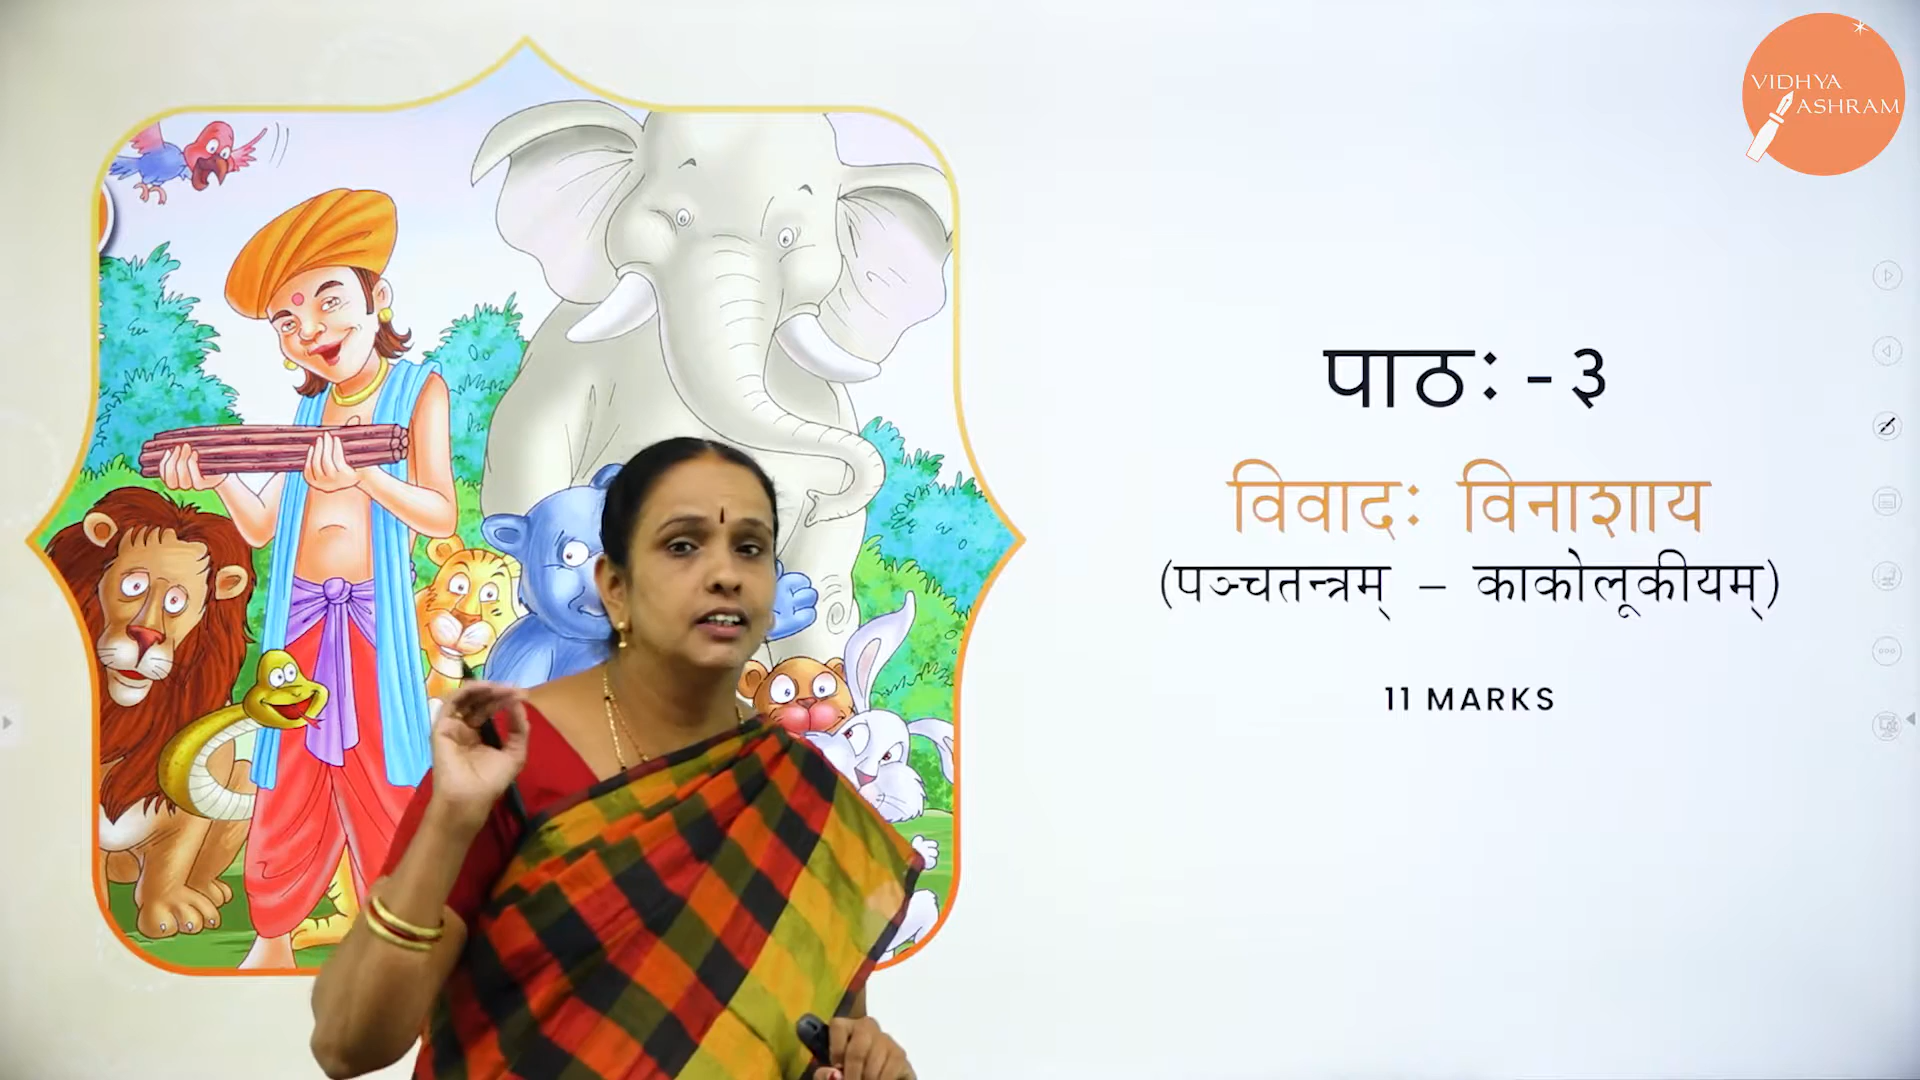 VIDHYA
ASHRAM
पाठः - ३
विवादः विनाशाय
(पञ्चतन्त्रम् – काकोलूकीयम्)
11 MARKS